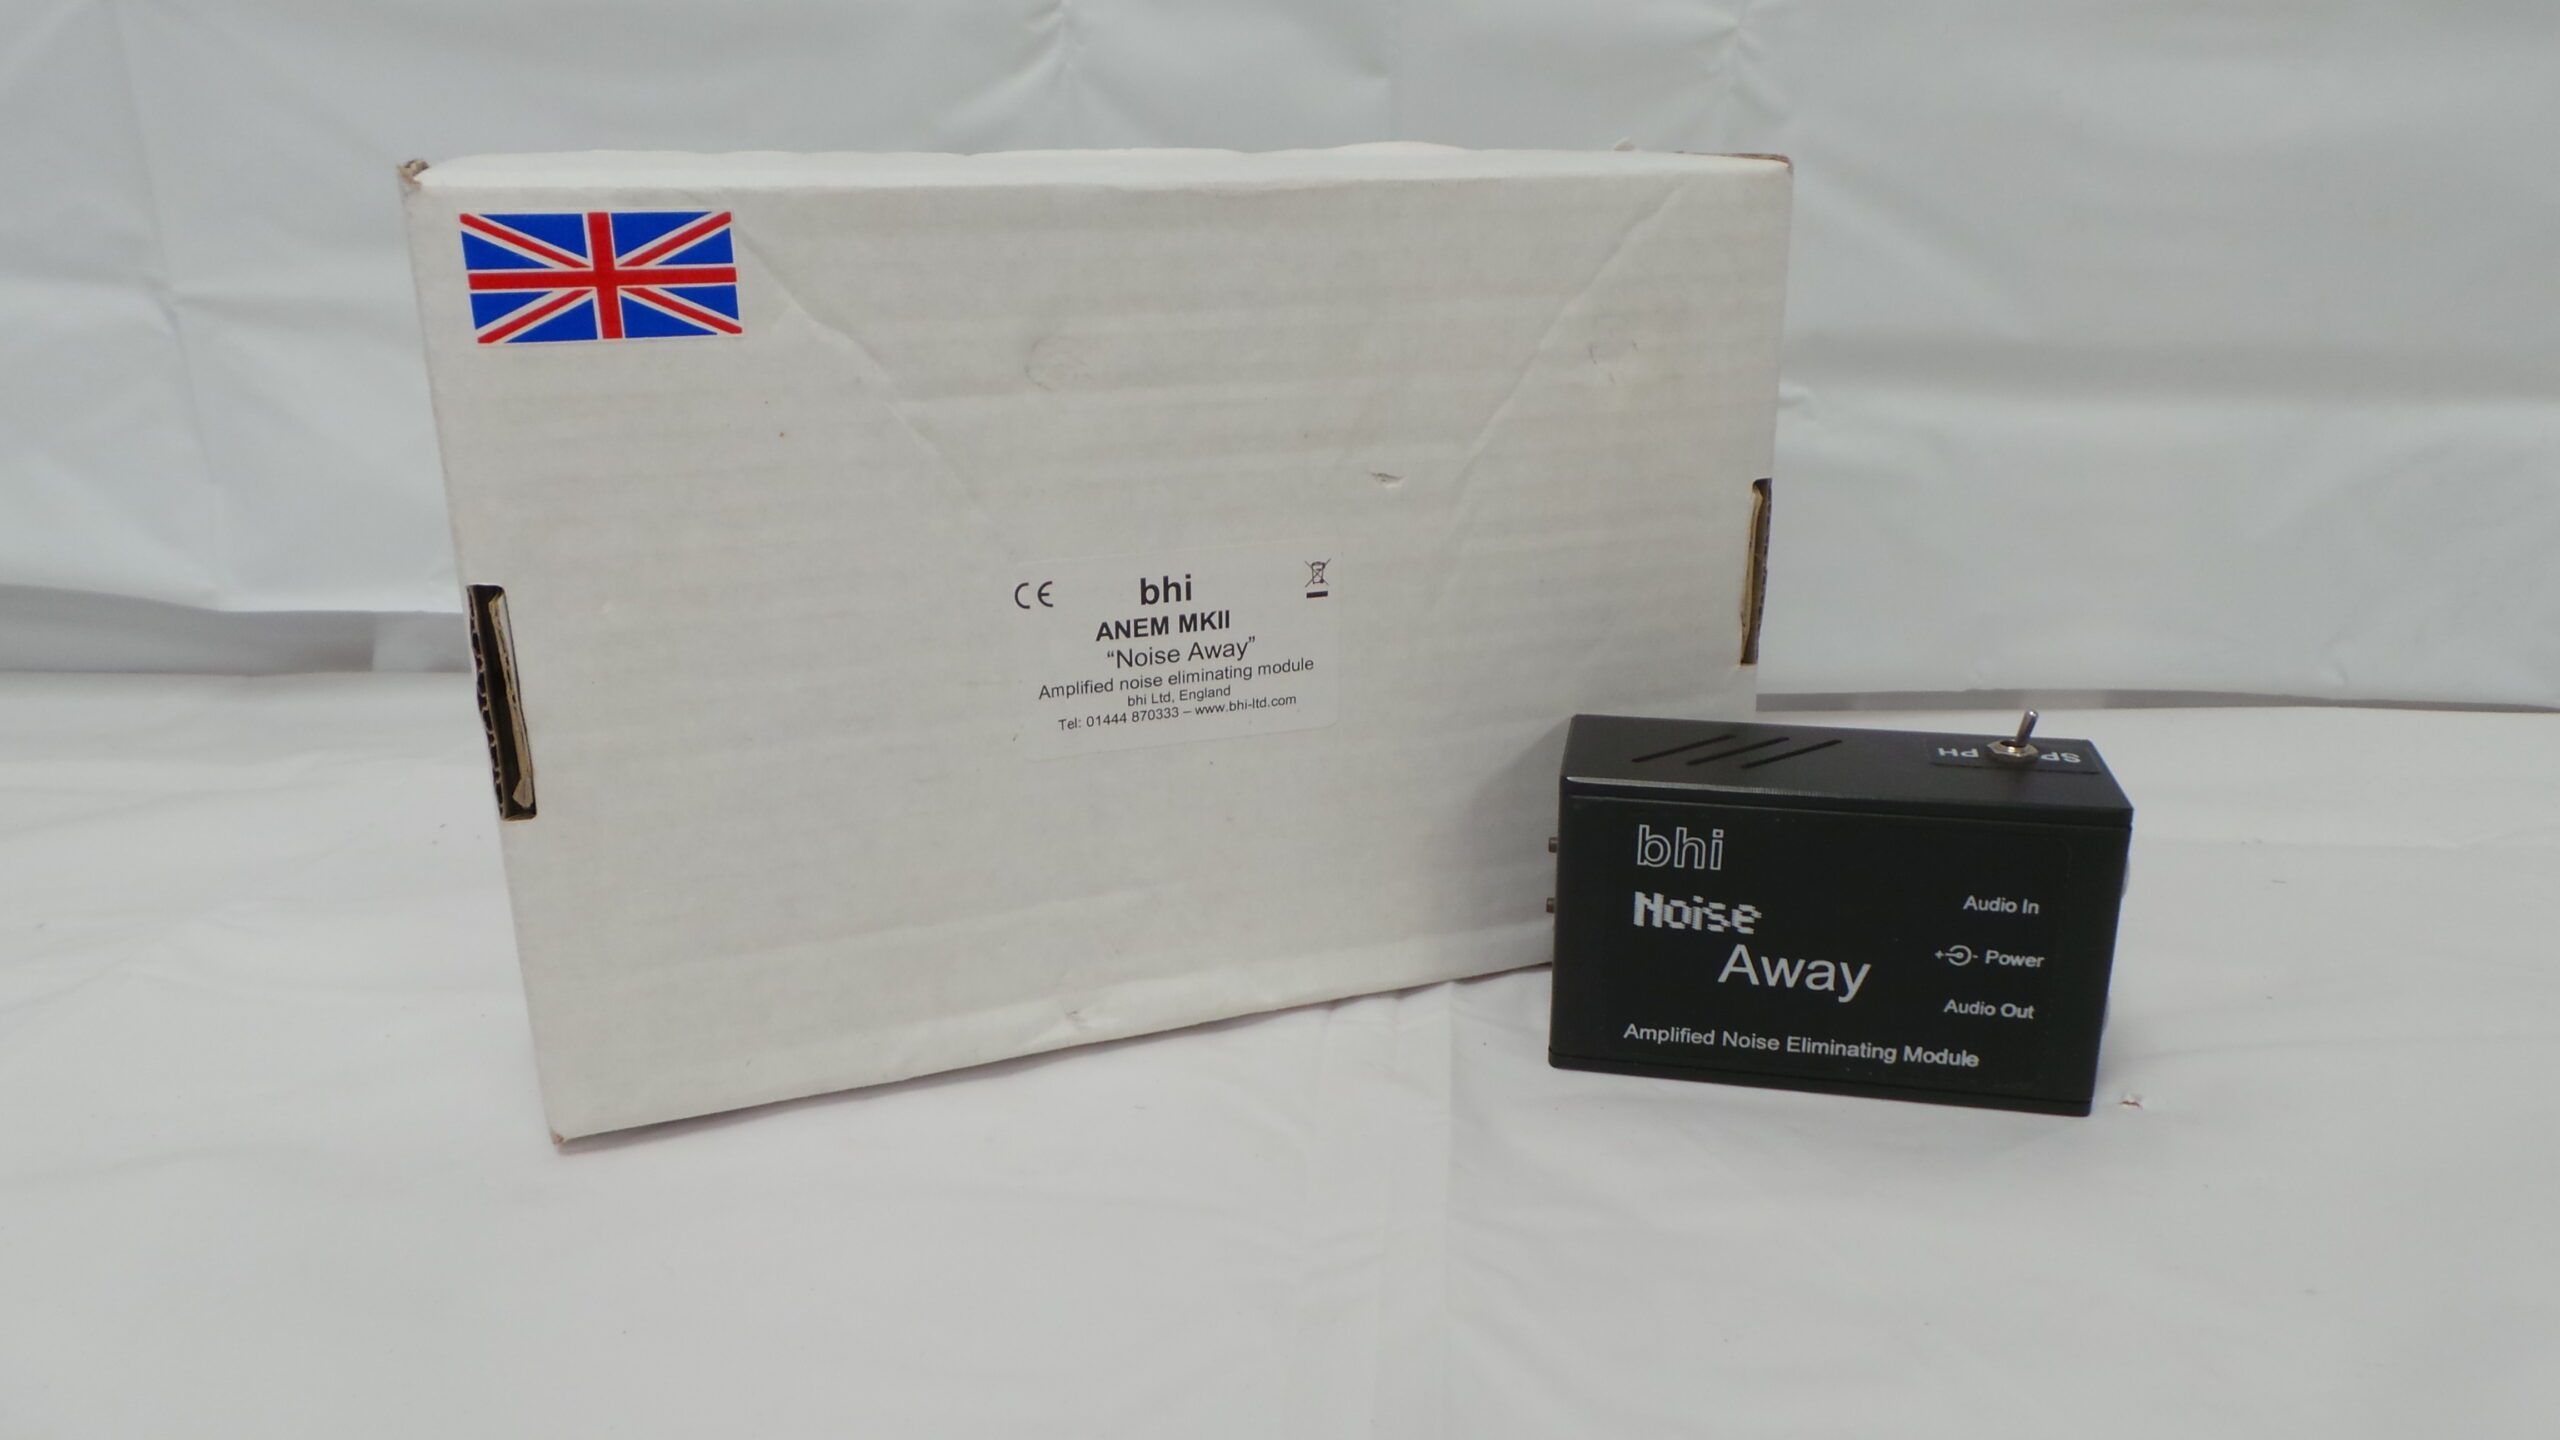 CE
bhi
ANEM MKII
“Noise Away”
Amplified noise eliminating module
bhi Ltd, England
Tel: 01444 870333 – www.bhi-ltd.com
PH SP
bhi
Noise
Away
Audio In
+ - Power
Audio Out
Amplified Noise Eliminating Module